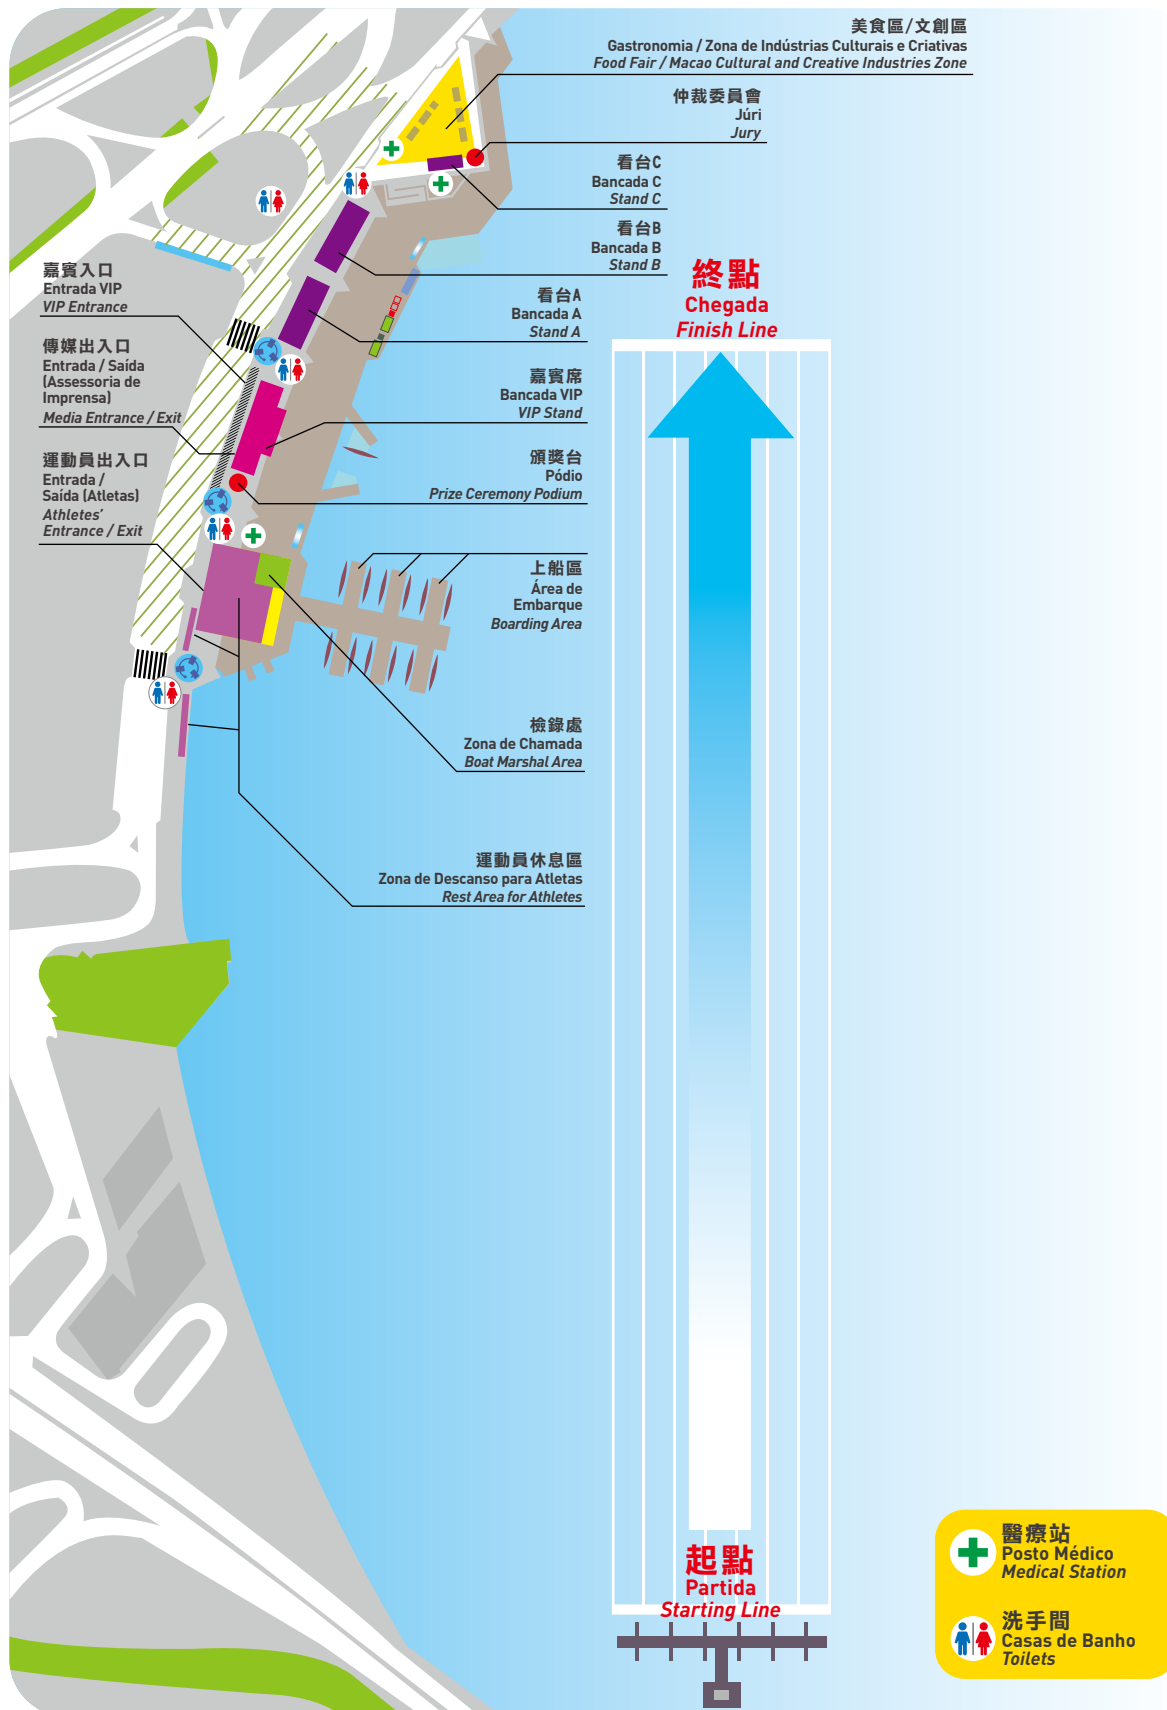 美食區/文創區
Gastronomia / Zona de Indústrias Culturais e Criativas
Food Fair / Macao Cultural and Creative Industries Zone
仲裁委員會
Júri
Jury
看台C
Bancada C
Stand C
看台B
Bancada B
Stand B
看台A
Bancada A
Stand A
嘉賓席
Bancada VIP
VIP Stand
頒獎台
Pódio
Prize Ceremony Podium
上船區
Área de
Embarque
Boarding Area
檢錄處
Zona de Chamada
Boat Marshal Area
運動員休息區
Zona de Descanso para Atletas
Rest Area for Athletes
嘉賓入口
Entrada VIP
VIP Entrance
傳媒出入口
Entrada / Saída
(Assessoria de
Imprensa)
Media Entrance / Exit
運動員出入口
Entrada /
Saída (Atletas)
Athletes’
Entrance / Exit
終點
Chegada
Finish Line
起點
Partida
Starting Line
醫療站
Posto Médico
Medical Station
洗手間
Casas de Banho
Toilets